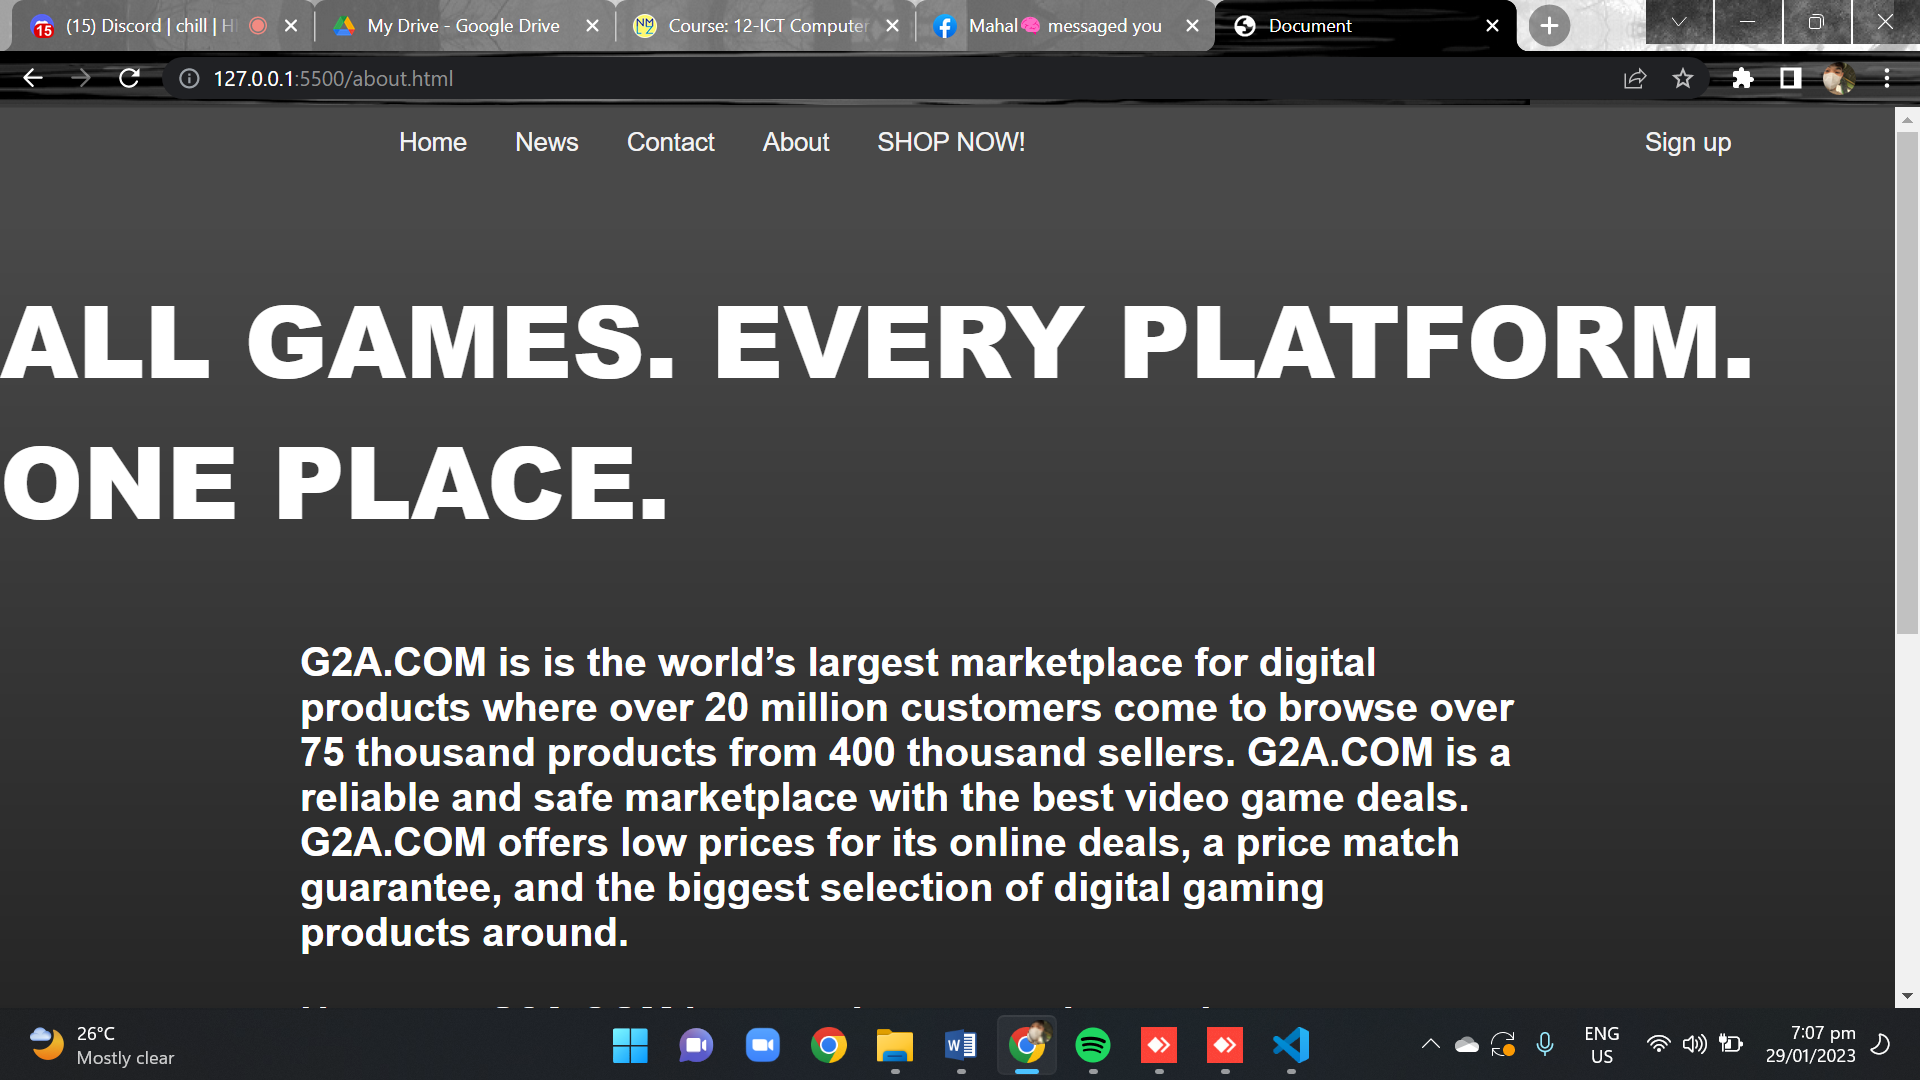 15 (15) Discord | chill | H
My Drive - Google Drive
NM LZ Course: 12-ICT Computer
Mahal🧠 messaged you
Document
127.0.0.1:5500/about.html
Home News Contact About SHOP NOW! Sign up
ALL GAMES. EVERY PLATFORM.
ONE PLACE.
G2A.COM is is the world’s largest marketplace for digital
products where over 20 million customers come to browse over
75 thousand products from 400 thousand sellers. G2A.COM is a
reliable and safe marketplace with the best video game deals.
G2A.COM offers low prices for its online deals, a price match
guarantee, and the biggest selection of digital gaming
products around.
26°C
Mostly clear
W
ENG
US
7:07 pm
29/01/2023